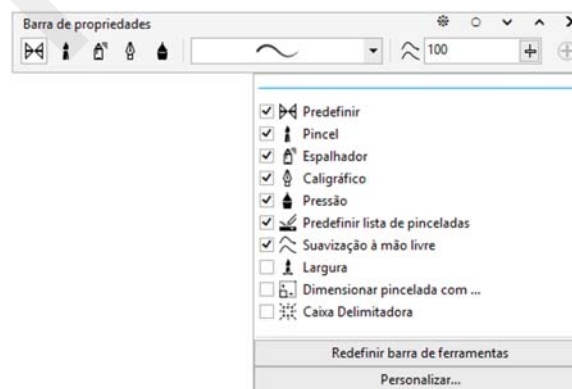 Barra de propriedades
100
Predefinir
Pincel
Espalhador
Caligráfico
Pressão
Predefinir lista de pinceladas
Suavização à mão livre
Largura
Dimensionar pincelada com ...
Caixa Delimitadora
Redefinir barra de ferramentas
Personalizar...